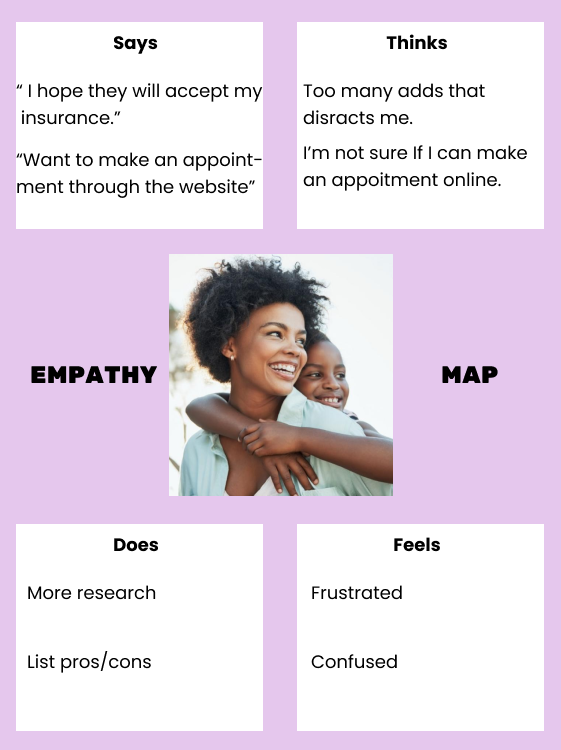 Says
“ I hope they will accept my
insurance.”
“Want to make an appoint-
ment through the website”
Thinks
Too many adds that
disracts me.
I’m not sure If I can make
an appoitment online.
EMPATHY
MAP
Does
More research
List pros/cons
Feels
Frustrated
Confused